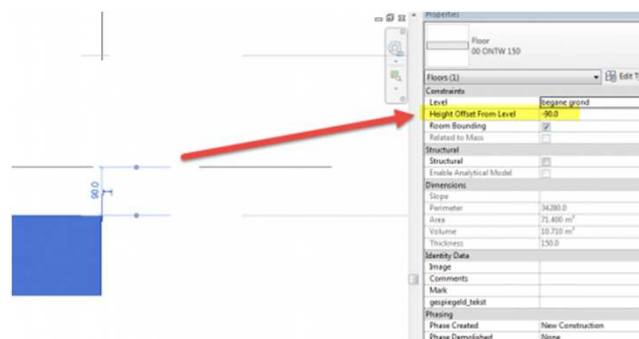 Properties
Floor
00 ONTW 150
Floors (1)
Edit T
Constraints
Level begane grond
Height Offset From Level -90.0
Room Bounding
Related to Mass
Structural
Structural
Enable Analytical Model
Dimensions
Slope
Perimeter 34280.0
Area 71.400 m²
Volume 10.710 m³
Thickness 150.0
Identity Data
Image
Comments
Mark
gespiegeld_tekst
Phasing
Phase Created New Construction
Phase Demolished None
90.0